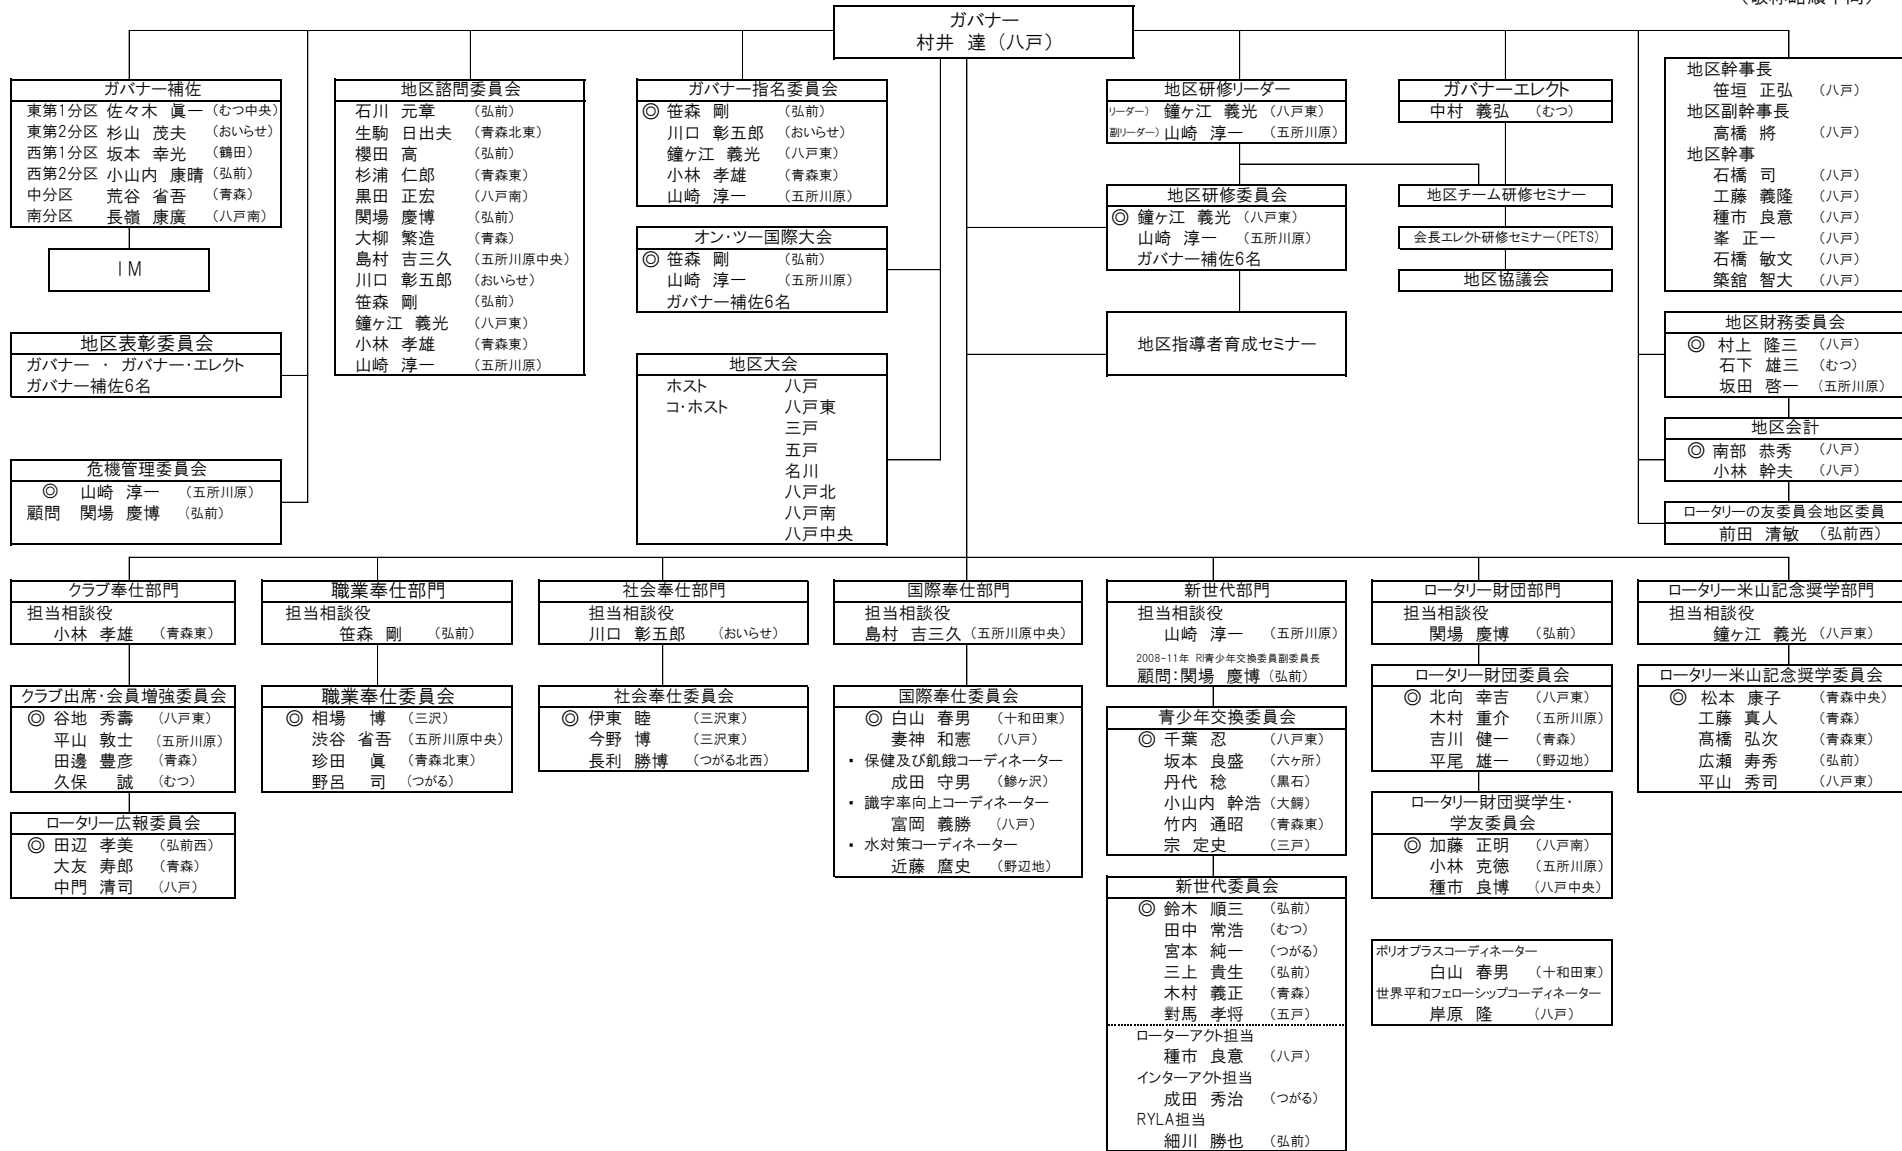 ガバナー
村井 達（八戸）
ガバナー補佐
東第1分区 佐々木 眞一（むつ中央）
東第2分区 杉山 茂夫（おいらせ）
西第1分区 坂本 幸光（鶴田）
西第2分区 小山内 康晴（弘前）
中分区 荒谷 省吾（青森）
南分区 長嶺 康廣（八戸南）
IM
地区表彰委員会
ガバナー ・ ガバナー・エレクト
ガバナー補佐6名
危機管理委員会
◎ 山崎 淳一（五所川原）
顧問 関場 慶博（弘前）
地区諮問委員会
石川 元章（弘前）
生駒 日出夫（青森北東）
櫻田 高（弘前）
杉浦 仁郎（青森東）
黒田 正宏（八戸南）
関場 慶博（弘前）
大柳 繁造（青森）
島村 吉三久（五所川原中央）
川口 彰五郎（おいらせ）
笹森 剛（弘前）
鐘ヶ江 義光（八戸東）
小林 孝雄（青森東）
山崎 淳一（五所川原）
ガバナー指名委員会
◎ 笹森 剛（弘前）
川口 彰五郎（おいらせ）
鐘ヶ江 義光（八戸東）
小林 孝雄（青森東）
山崎 淳一（五所川原）
オン・ツー国際大会
◎ 笹森 剛（弘前）
山崎 淳一（五所川原）
ガバナー補佐6名
地区大会
ホスト 八戸
コ・ホスト 八戸東
三戸
五戸
名川
八戸北
八戸南
八戸中央
地区研修リーダー
リーダー）鐘ヶ江 義光（八戸東）
副リーダー）山崎 淳一（五所川原）
地区研修委員会
◎ 鐘ヶ江 義光（八戸東）
山崎 淳一（五所川原）
ガバナー補佐6名
地区指導者育成セミナー
ガバナーエレクト
中村 義弘（むつ）
地区チーム研修セミナー
会長エレクト研修セミナー(PETS)
地区協議会
地区幹事長
笹垣 正弘（八戸）
地区副幹事長
高橋 將（八戸）
地区幹事
石橋 司（八戸）
工藤 義隆（八戸）
種市 良意（八戸）
峯 正一（八戸）
石橋 敏文（八戸）
築舘 智大（八戸）
地区財務委員会
◎ 村上 隆三（八戸）
石下 雄三（むつ）
坂田 啓一（五所川原）
地区会計
◎ 南部 恭秀（八戸）
小林 幹夫（八戸）
ロータリーの友委員会地区委員
前田 清敏（弘前西）
クラブ奉仕部門
担当相談役
小林 孝雄（青森東）
クラブ出席・会員増強委員会
◎ 谷地 秀壽（八戸東）
平山 敦士（五所川原）
田邊 豊彦（青森）
久保 誠（むつ）
ロータリー広報委員会
◎ 田辺 孝美（弘前西）
大友 寿郎（青森）
中門 清司（八戸）
職業奉仕部門
担当相談役
笹森 剛（弘前）
職業奉仕委員会
◎ 相場 博（三沢）
渋谷 省吾（五所川原中央）
珍田 眞（青森北東）
野呂 司（つがる）
社会奉仕部門
担当相談役
川口 彰五郎（おいらせ）
社会奉仕委員会
◎ 伊東 睦（三沢東）
今野 博（三沢東）
長利 勝博（つがる北西）
国際奉仕部門
担当相談役
島村 吉三久（五所川原中央）
国際奉仕委員会
◎ 白山 春男（十和田東）
妻神 和憲（八戸）
・ 保健及び飢餓コーディネーター
成田 守男（鰺ヶ沢）
・ 識字率向上コーディネーター
富岡 義勝（八戸）
・ 水対策コーディネーター
近藤 麿史（野辺地）
新世代部門
担当相談役
山崎 淳一（五所川原）
2008-11年 RI青少年交換委員副委員長
顧問：関場 慶博（弘前）
青少年交換委員会
◎ 千葉 忍（八戸東）
坂本 良盛（六ヶ所）
丹代 稔（黒石）
小山内 幹浩（大鰐）
竹内 通昭（青森東）
宗 定史（三戸）
新世代委員会
◎ 鈴木 順三（弘前）
田中 常浩（むつ）
宮本 純一（つがる）
三上 貴生（弘前）
木村 義正（青森）
對馬 孝将（五戸）
ローターアクト担当
種市 良意（八戸）
インターアクト担当
成田 秀治（つがる）
RYLA担当
細川 勝也（弘前）
ロータリー財団部門
担当相談役
関場 慶博（弘前）
ロータリー財団委員会
◎ 北向 幸吉（八戸東）
木村 重介（五所川原）
吉川 健一（青森）
平尾 雄一（野辺地）
ロータリー財団奨学生・
学友委員会
◎ 加藤 正明（八戸南）
小林 克徳（五所川原）
種市 良博（八戸中央）
ポリオプラスコーディネーター
白山 春男（十和田東）
世界平和フェローシップコーディネーター
岸原 隆（八戸）
ロータリー米山記念奨学部門
担当相談役
鐘ヶ江 義光（八戸東）
ロータリー米山記念奨学委員会
◎ 松本 康子（青森中央）
工藤 真人（青森）
髙橋 弘次（青森東）
広瀬 寿秀（弘前）
平山 秀司（八戸東）